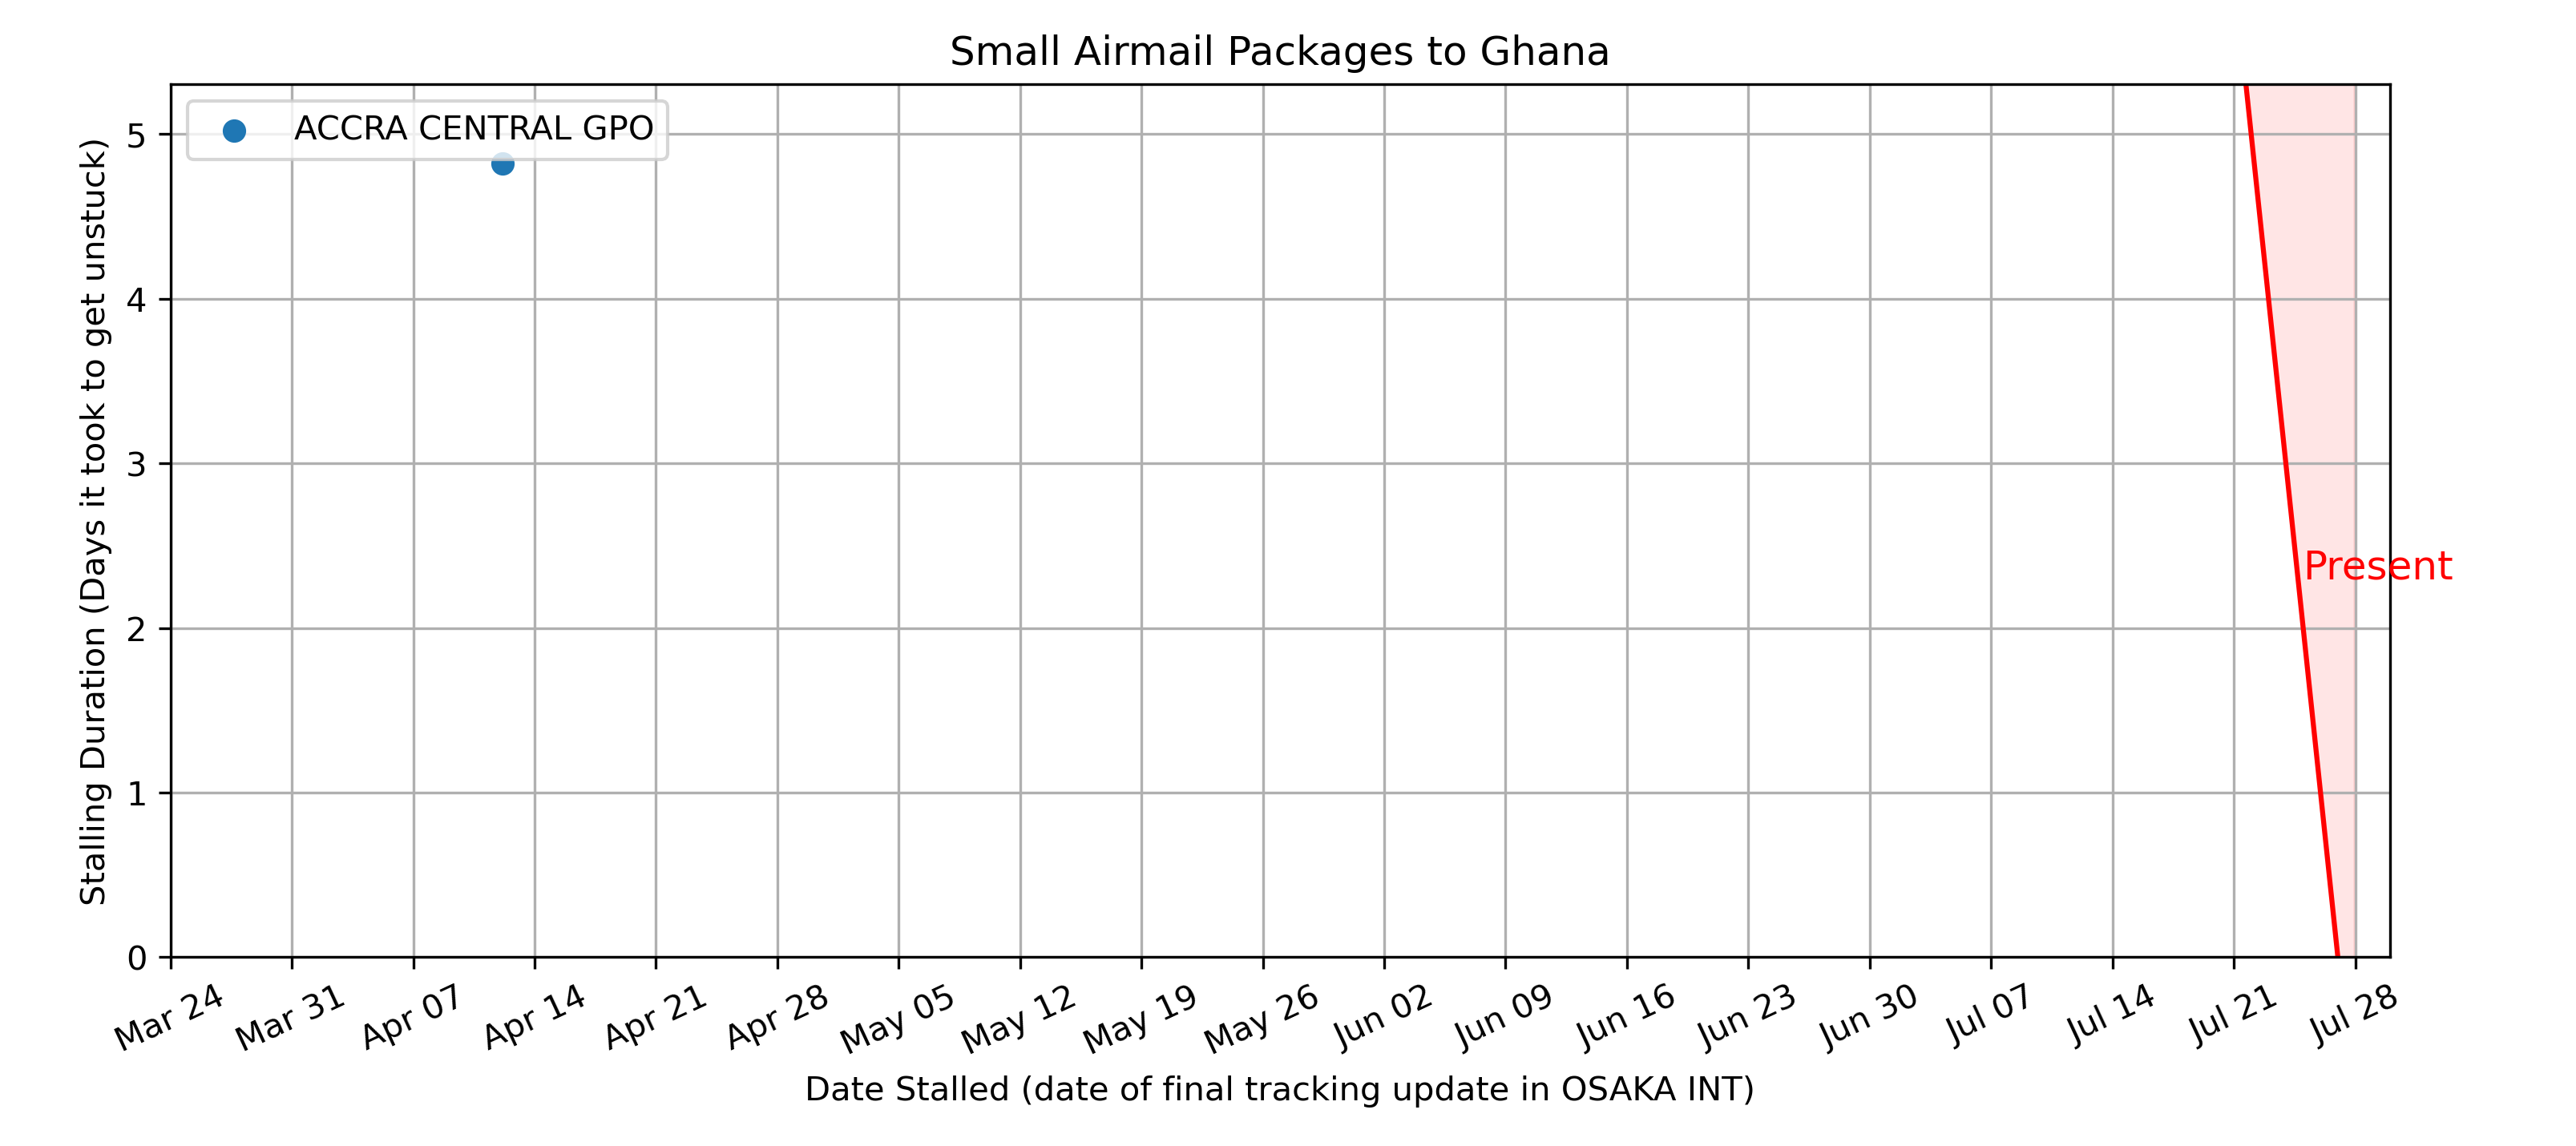 Small Airmail Packages to Ghana
ACCRA CENTRAL GPO
Stalling Duration (Days it took to get unstuck)
5
4
3
2
1
0
Present
Mar 24
Mar 31
Apr 07
Apr 14
Apr 21
Apr 28
May 05
May 12
May 19
May 26
Jun 02
Jun 09
Jun 16
Jun 23
Jun 30
Jul 07
Jul 14
Jul 21
Jul 28
Date Stalled (date of final tracking update in OSAKA INT)